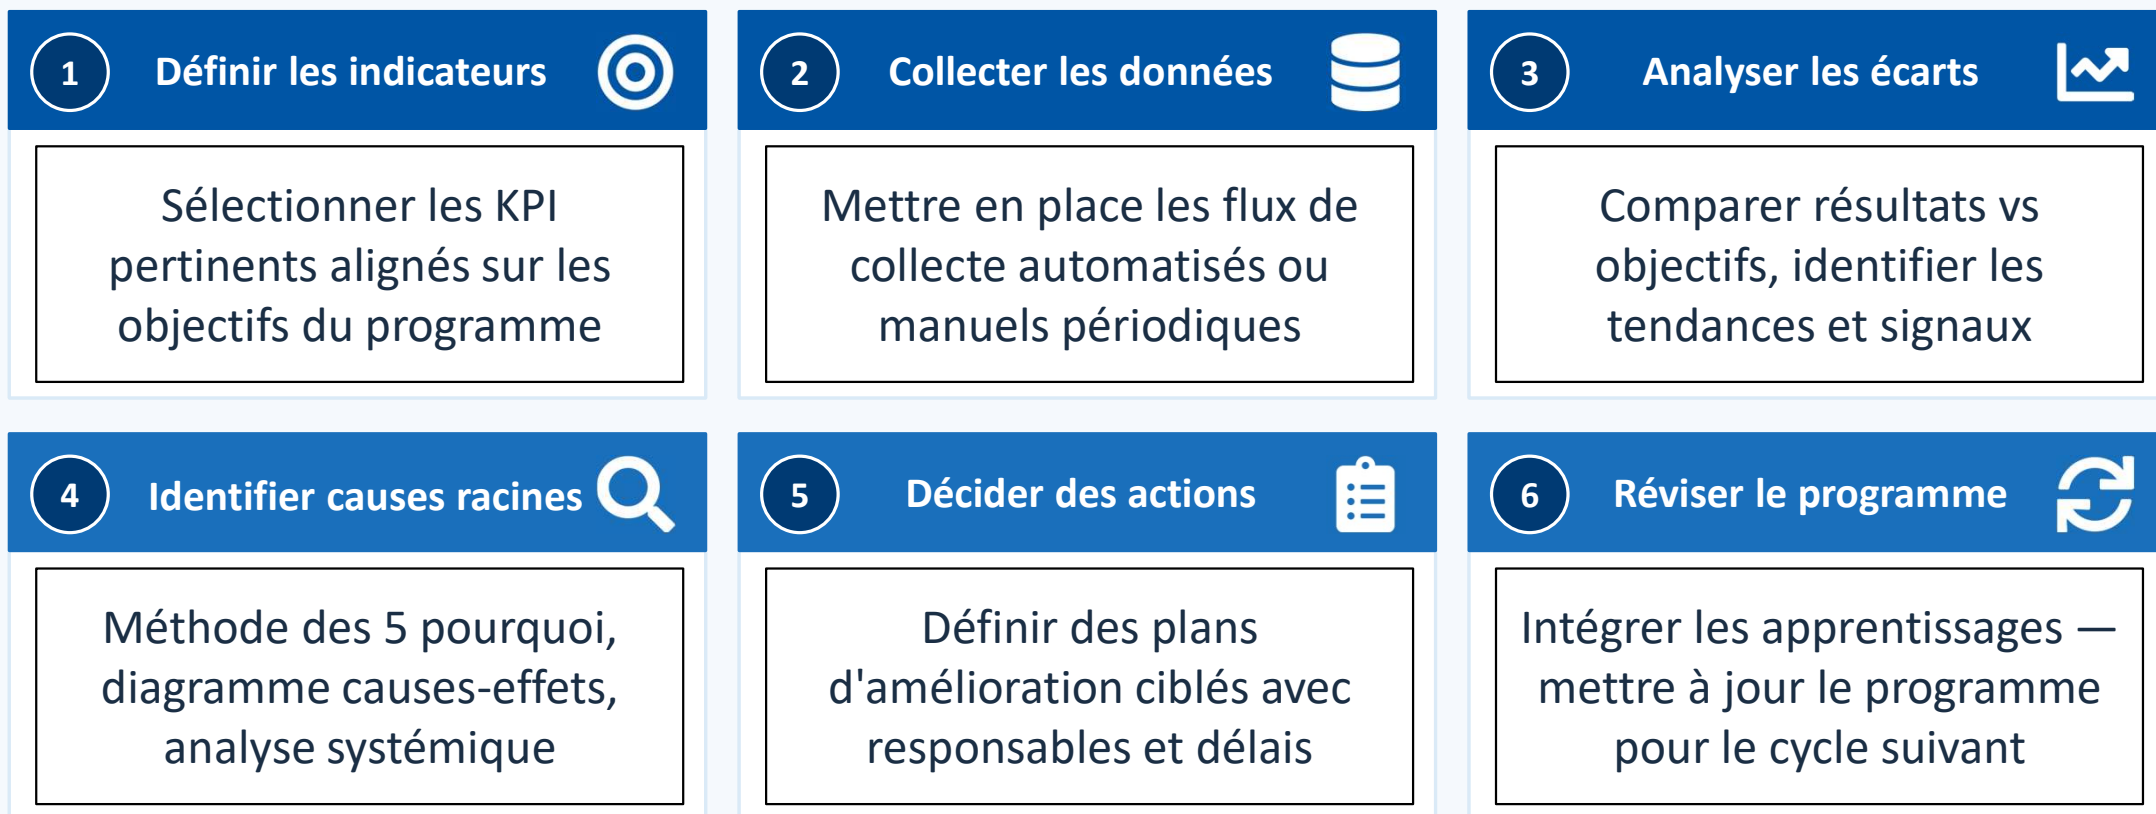 1 Définir les indicateurs
Sélectionner les KPI
pertinents alignés sur les
objectifs du programme
2 Collecter les données
Mettre en place les flux de
collecte automatisés ou
manuels périodiques
3 Analyser les écarts
Comparer résultats vs
objectifs, identifier les
tendances et signaux
4 Identifier causes racines
Méthode des 5 pourquoi,
diagramme causes-effets,
analyse systémique
5 Décider des actions
Définir des plans
d'amélioration ciblés avec
responsables et délais
6 Réviser le programme
Intégrer les apprentissages —
mettre à jour le programme
pour le cycle suivant